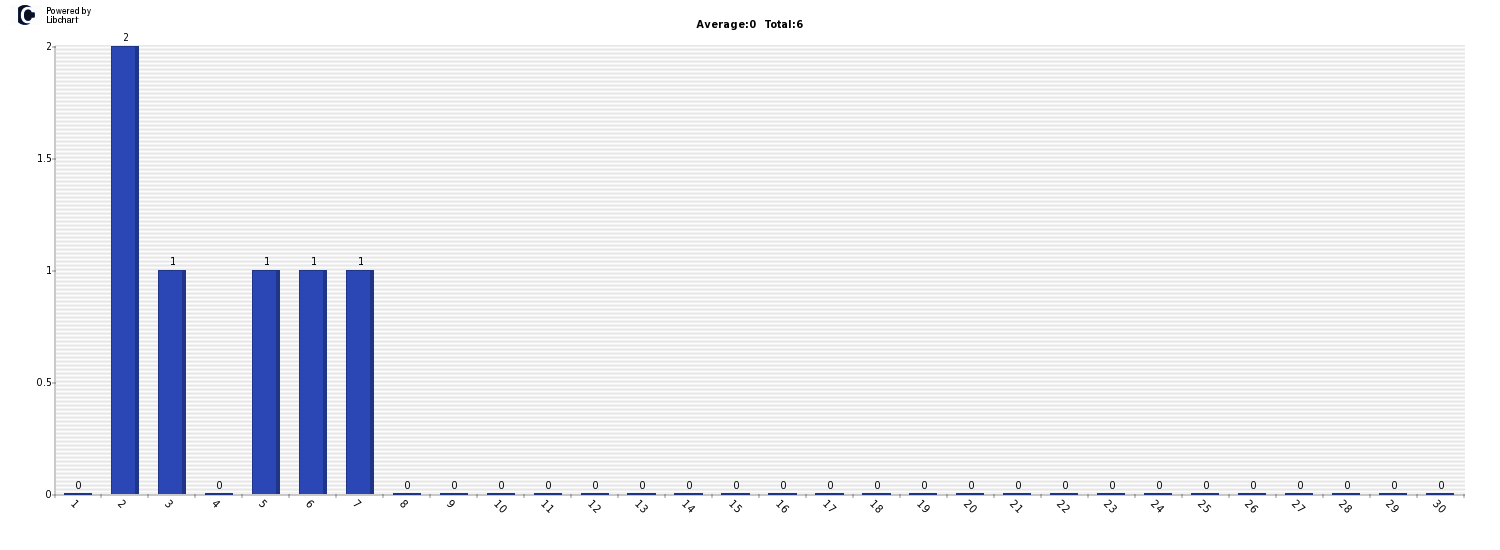 Powered by
Libchart
Average:0 Total:6
2
2
1.5
1 1 1 1
1
0.5
0 0 0 0 0 0 0 0 0 0 0 0 0 0 0 0 0 0 0 0 0 0 0 0 0
0
1 2 3 4 5 6 7 8 9 10 11 12 13 14 15 16 17 18 19 20 21 22 23 24 25 26 27 28 29 30